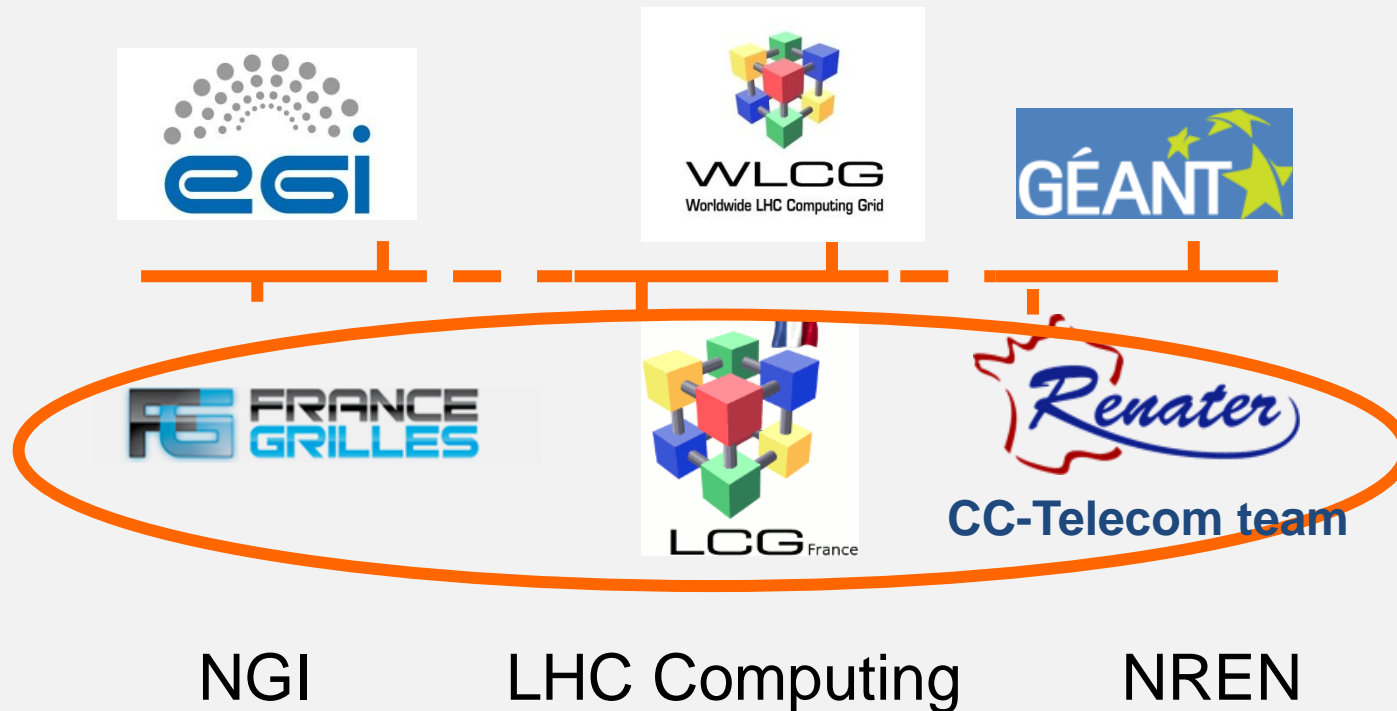 egi
WLCG
Worldwide LHC Computing Grid
GÉANT
FG FRANCE
GRILLES
LCG France
Renater
CC-Telecom team
NGI LHC Computing NREN